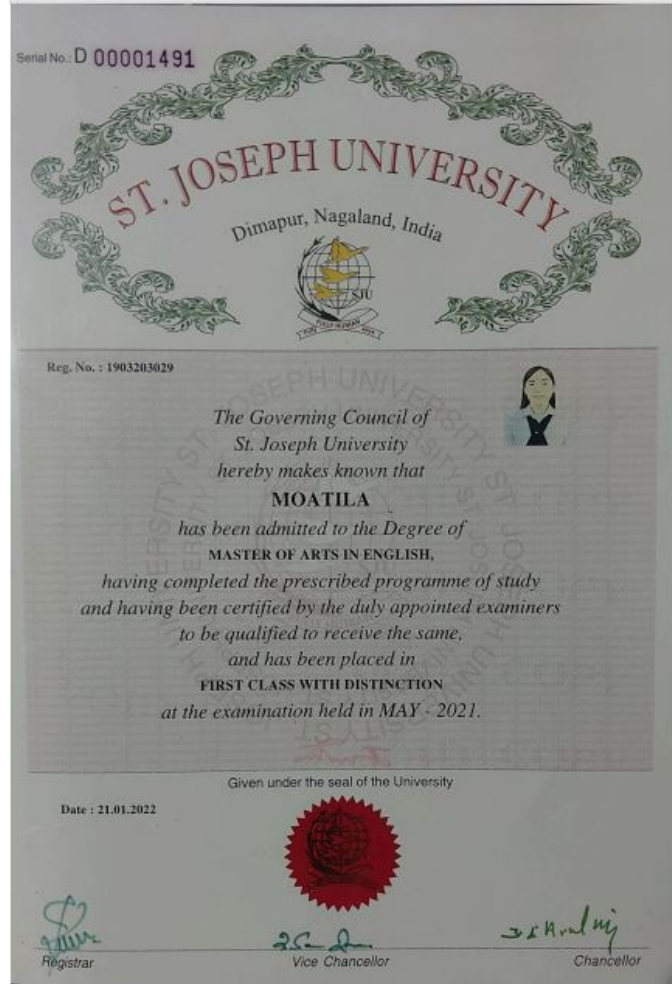 Serial No.: D 00001491
ST. JOSEPH UNIVERSITY
Dimapur, Nagaland, India
SJU
FULLY HUMAN
Reg. No. : 1903203029
The Governing Council of
St. Joseph University
hereby makes known that
MOATILA
has been admitted to the Degree of
MASTER OF ARTS IN ENGLISH,
having completed the prescribed programme of study
and having been certified by the duly appointed examiners
to be qualified to receive the same,
and has been placed in
FIRST CLASS WITH DISTINCTION
at the examination held in MAY - 2021.
Given under the seal of the University
Date : 21.01.2022
Registrar
Vice Chancellor
Chancellor